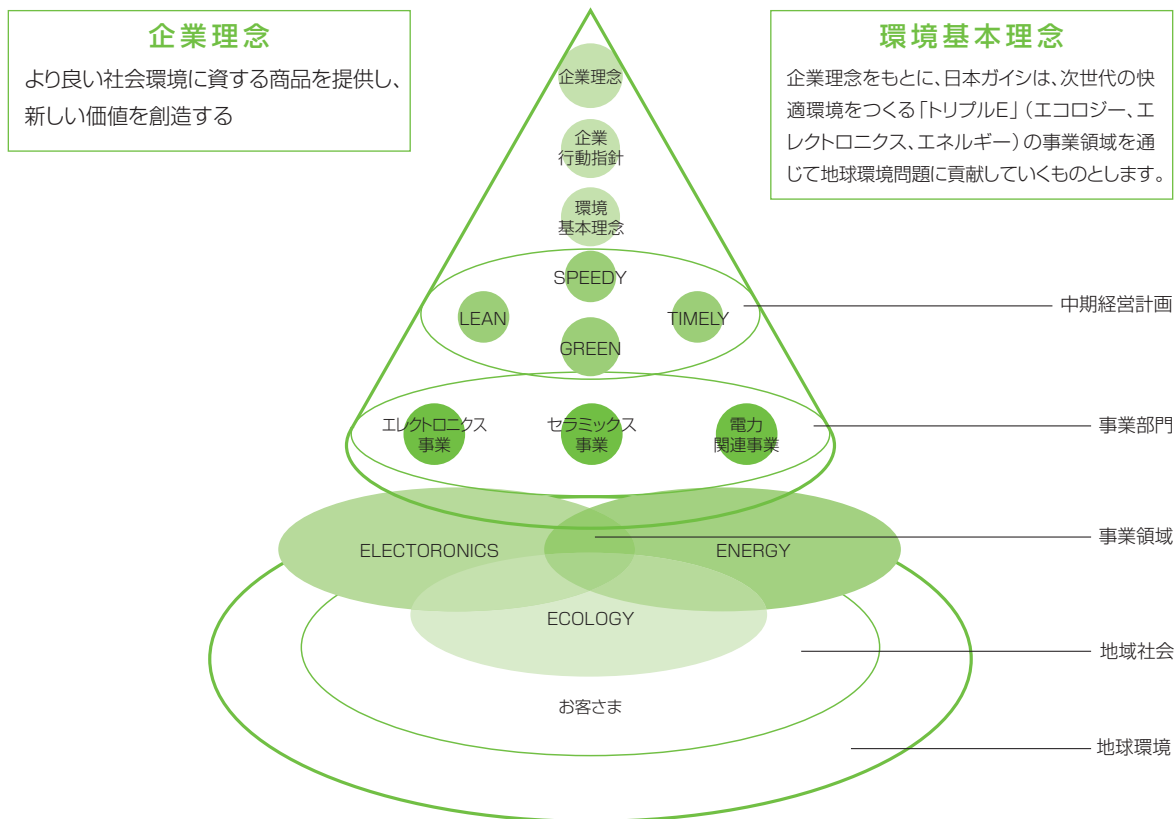 企業理念
より良い社会環境に資する商品を提供し、
新しい価値を創造する
環境基本理念
企業理念をもとに、日本ガイシは、次世代の快
適環境をつくる「トリプルE」（エコロジー、エ
レクトロニクス、エネルギー）の事業領域を通
じて地球環境問題に貢献していくものとします。
企業理念
企業
行動指針
環境
基本理念
SPEEDY
LEAN
TIMELY
GREEN
中期経営計画
エレクトロニクス
事業
セラミックス
事業
電力
関連事業
事業部門
ELECTORONICS
ENERGY
事業領域
ECOLOGY
地域社会
お客さま
地球環境